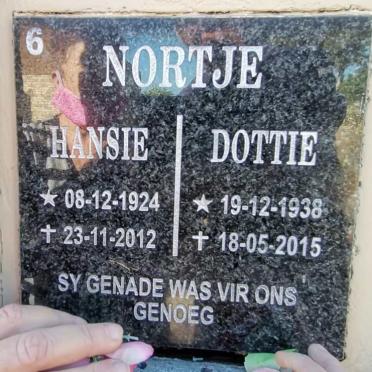 6
NORTJE
HANSIE DOTTIE
★ 08-12-1924 ★ 19-12-1938
✝ 23-11-2012 ✝ 18-05-2015
SY GENADE WAS VIR ONS
GENOEG